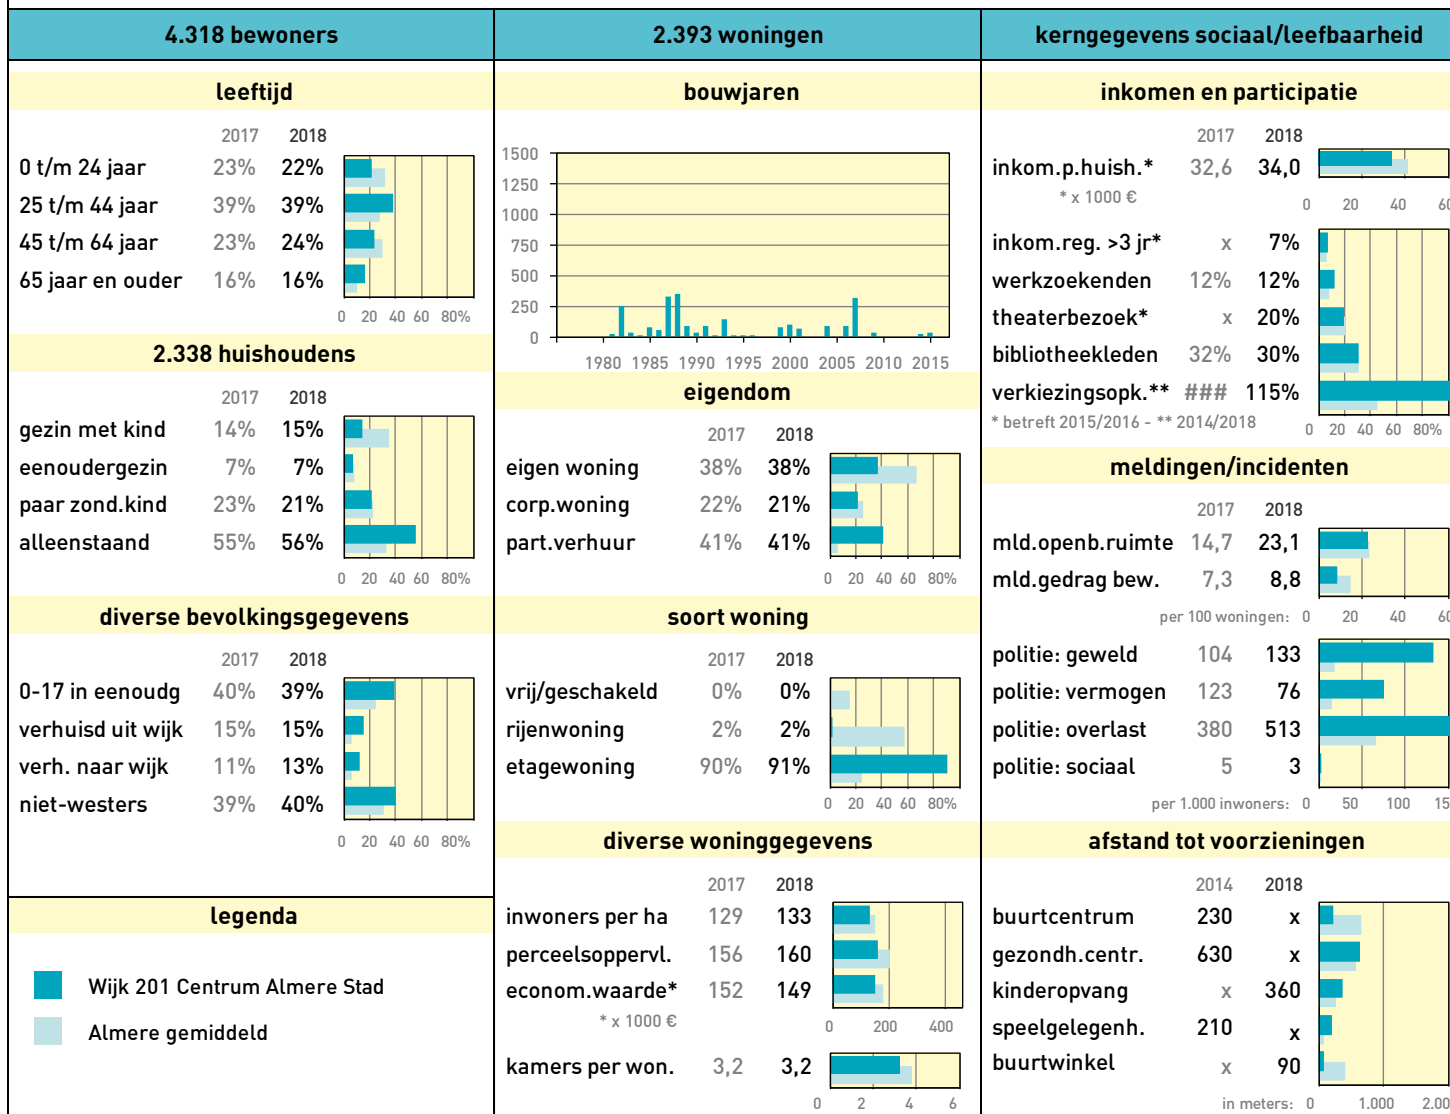 4.318 bewoners
leeftijd
2017 2018
0 t/m 24 jaar 23% 22%
25 t/m 44 jaar 39% 39%
45 t/m 64 jaar 23% 24%
65 jaar en ouder 16% 16%
0 20 40 60 80%
2.338 huishoudens
2017 2018
gezin met kind 14% 15%
eenoudergezin 7% 7%
paar zond.kind 23% 21%
alleenstaand 55% 56%
0 20 40 60 80%
diverse bevolkingsgegevens
2017 2018
0-17 in eenoudg 40% 39%
verhuisd uit wijk 15% 15%
verh. naar wijk 11% 13%
niet-westers 39% 40%
0 20 40 60 80%
legenda
Wijk 201 Centrum Almere Stad
Almere gemiddeld
2.393 woningen
bouwjaren
1500
1250
1000
750
500
250
0
1980 1985 1990 1995 2000 2005 2010 2015
eigendom
2017 2018
eigen woning 38% 38%
corp.woning 22% 21%
part.verhuur 41% 41%
0 20 40 60 80%
soort woning
2017 2018
vrij/geschakeld 0% 0%
rijenwoning 2% 2%
etagewoning 90% 91%
0 20 40 60 80%
diverse woninggegevens
2017 2018
inwoners per ha 129 133
perceelsoppervl. 156 160
econom.waarde* 152 149
* x 1000 €
0 200 400
kamers per won. 3,2 3,2
0 2 4 6
kerngegevens sociaal/leefbaarheid
inkomen en participatie
2017 2018
inkom.p.huish.* 32,6 34,0
* x 1000 €
0 20 40 60
inkom.reg. >3 jr* x 7%
werkzoekenden 12% 12%
theaterbezoek* x 20%
bibliotheekleden 32% 30%
verkiezingsopk.** ### 115%
* betreft 2015/2016 - ** 2014/2018
0 20 40 60 80%
meldingen/incidenten
2017 2018
mld.openb.ruimte 14,7 23,1
mld.gedrag bew. 7,3 8,8
per 100 woningen: 0 20 40 60
politie: geweld 104 133
politie: vermogen 123 76
politie: overlast 380 513
politie: sociaal 5 3
per 1.000 inwoners: 0 50 100 15
afstand tot voorzieningen
2014 2018
buurtcentrum 230 x
gezondh.centr. 630 x
kinderopvang x 360
speelgelegenh. 210 x
buurtwinkel x 90
in meters: 0 1.000 2.00